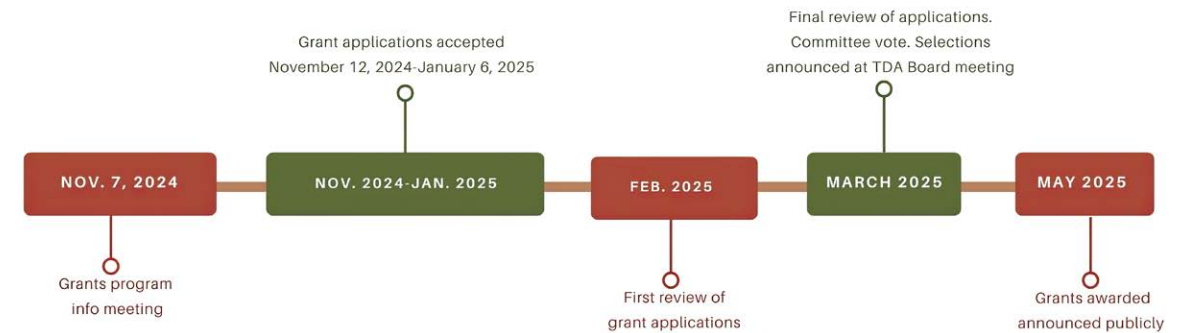 Final review of applications.
Committee vote. Selections
announced at TDA Board meeting
Grant applications accepted
November 12, 2024-January 6, 2025
NOV. 7, 2024
NOV. 2024-JAN. 2025
FEB. 2025
MARCH 2025
MAY 2025
Grants program
info meeting
First review of
grant applications
Grants awarded
announced publicly